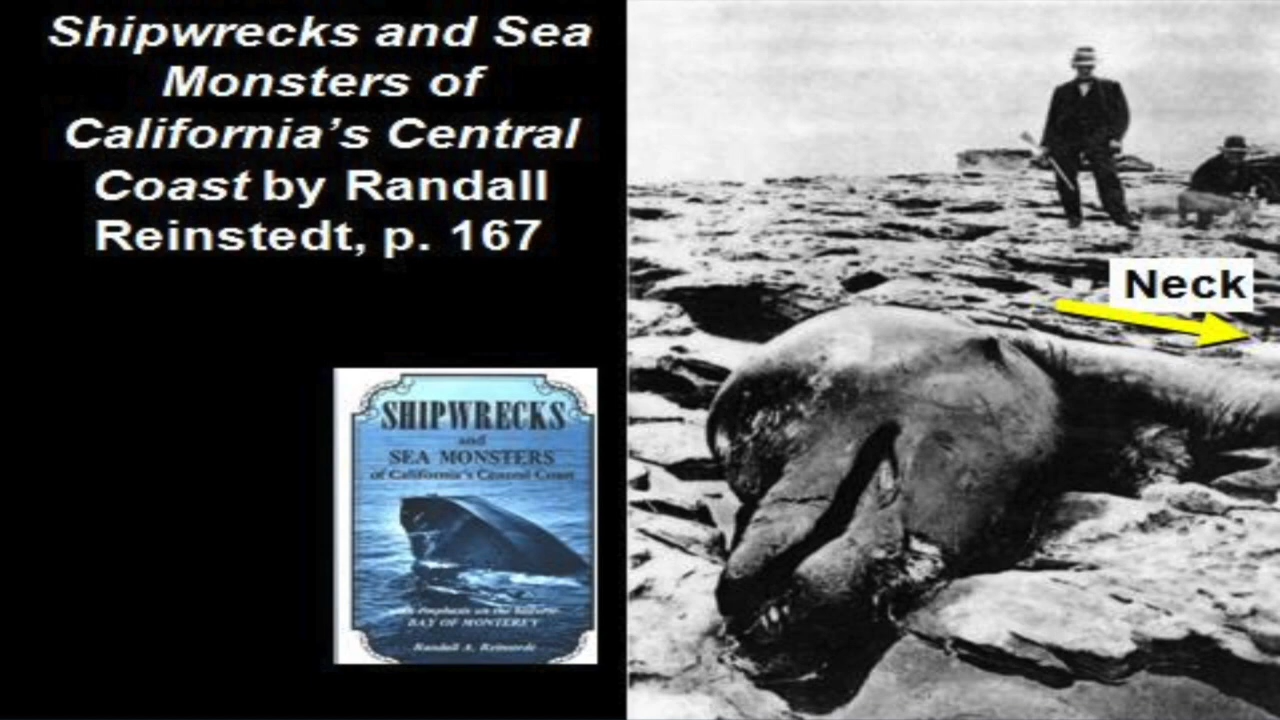 Shipwrecks and Sea
Monsters of
California's Central
Coast by Randall
Reinstedt, p. 167
Neck
SHIPWRECKS
and
SEA MONSTERS
of California's Central Coast
BAY OF MONTEREY
Randall A.